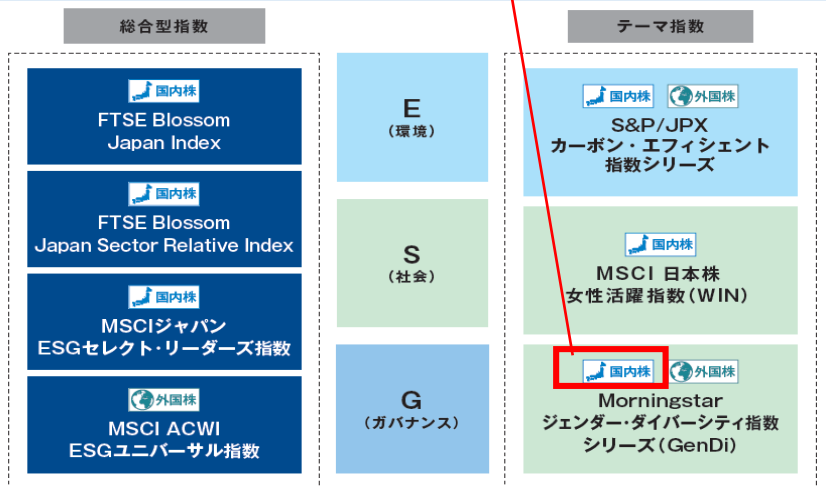 総合型指数
国内株
FTSE Blossom
Japan Index
国内株
FTSE Blossom
Japan Sector Relative Index
国内株
MSCIジャパン
ESGセレクト・リーダーズ指数
外国株
MSCI ACWI
ESGユニバーサル指数
E
(環境)
S
(社会)
G
(ガバナンス)
テーマ指数
国内株 外国株
S&P/JPX
カーボン・エフィシェント
指数シリーズ
国内株
MSCI 日本株
女性活躍指数(WIN)
国内株 外国株
Morningstar
ジェンダー・ダイバーシティ指数
シリーズ(GenDi)